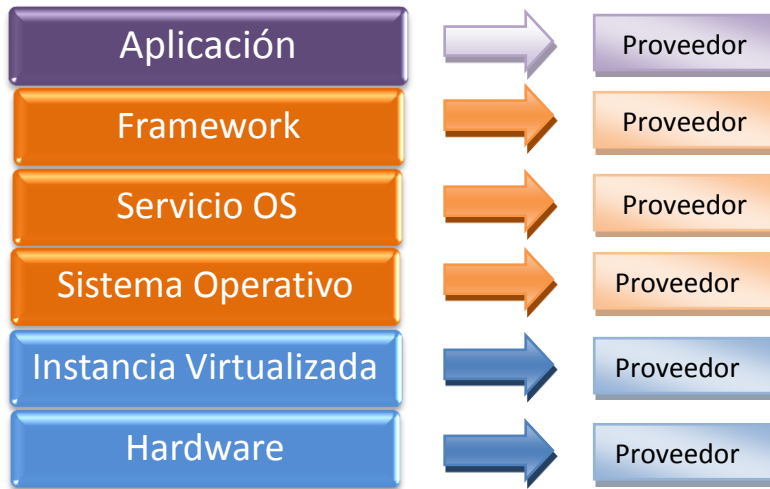 Aplicación Proveedor
Framework Proveedor
Servicio OS Proveedor
Sistema Operativo Proveedor
Instancia Virtualizada Proveedor
Hardware Proveedor